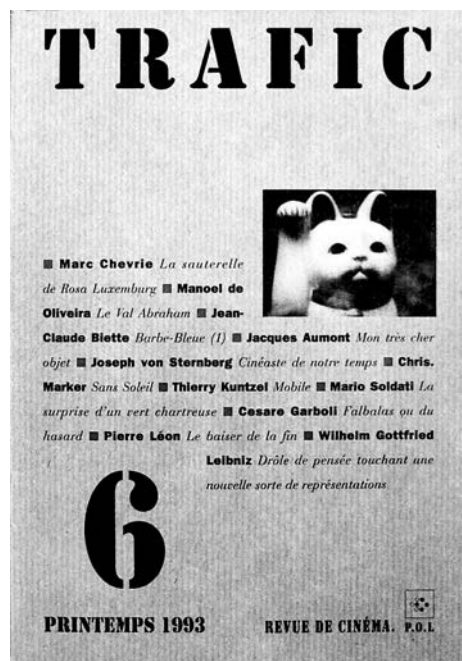 TRAFIC
■ Marc Chevrie La sauterelle
de Rosa Luxemburg ■ Manoel de
Oliveira Le Val Abraham ■ Jean-
Claude Biette Barbe-Bleue (1) ■ Jacques Aumont Mon très cher
objet ■ Joseph von Sternberg Cinéaste de notre temps ■ Chris.
Marker Sans Soleil ■ Thierry Kuntzel Mobile ■ Mario Soldati La
surprise d'un vert chartreuse ■ Cesare Garboli Falbalas ou du
hasard ■ Pierre Léon Le baiser de la fin ■ Wilhelm Gottfried
Leibniz Drôle de pensée touchant une
nouvelle sorte de représentations
6
PRINTEMPS 1993
REVUE DE CINÉMA. P.O.L